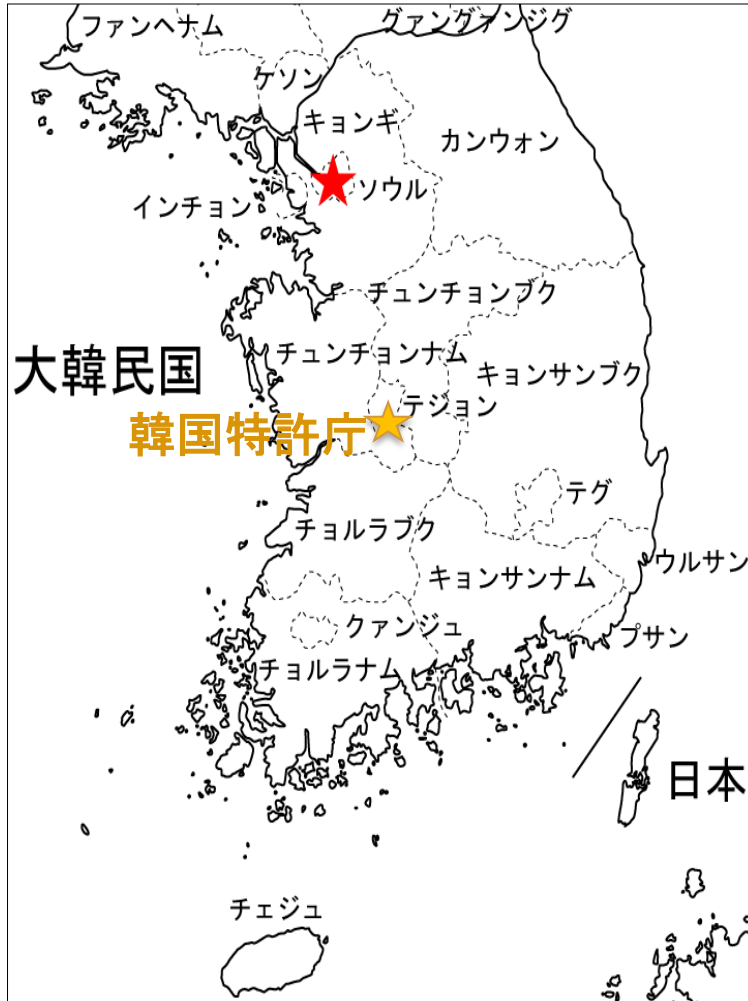 ファンヘナム
グァングァンジグ
ケソン
キョンギ
カンウォン
インチョン
ソウル
チュンチョンブク
大韓民国
チュンチョンナム
キョンサンブク
テジョン
韓国特許庁
テグ
チョルラブク
ウルサン
キョンサンナム
クァンジュ
プサン
チョルラナム
日本
チェジュ